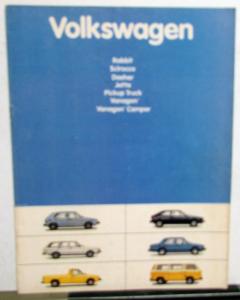 Volkswagen
Rabbit
Scirocco
Dasher
Jetta
Pickup Truck
Vanagon
Vanagon Camper